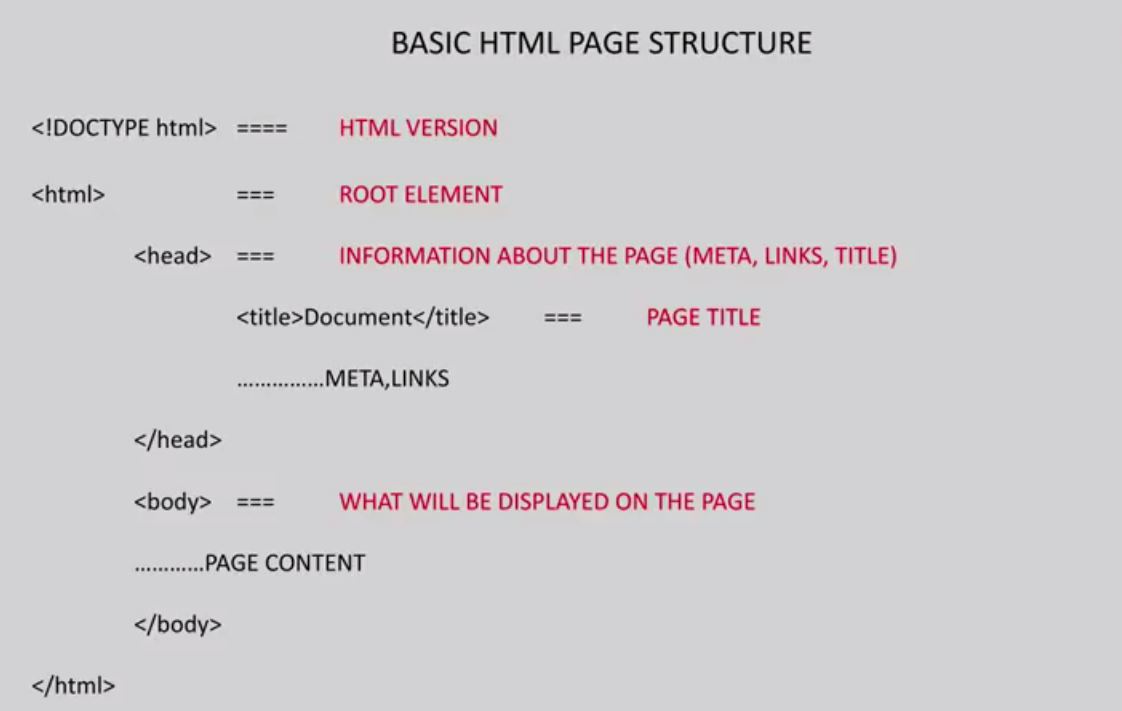 BASIC HTML PAGE STRUCTURE
<!DOCTYPE html> ==== HTML VERSION
<html> === ROOT ELEMENT
<head> === INFORMATION ABOUT THE PAGE (META, LINKS, TITLE)
<title>Document</title> === PAGE TITLE
……………META,LINKS
</head>
<body> === WHAT WILL BE DISPLAYED ON THE PAGE
…………PAGE CONTENT
</body>
</html>